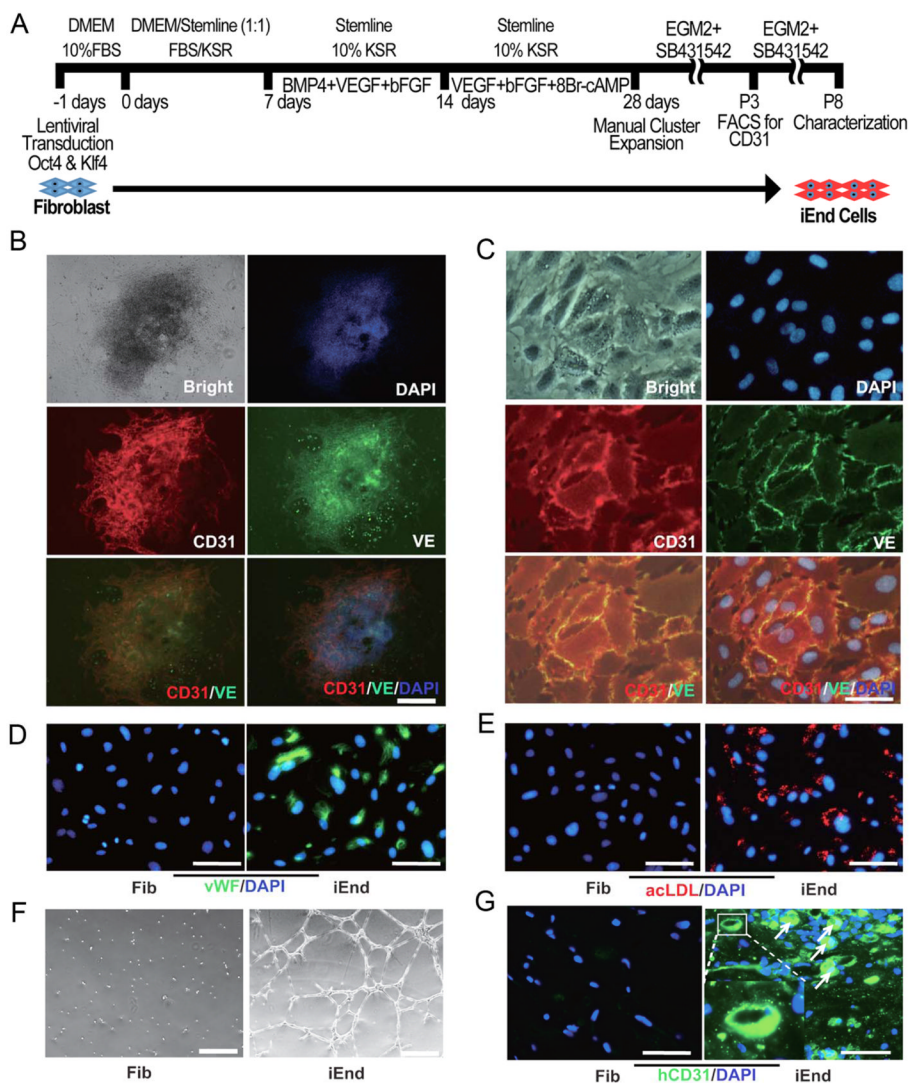 A
DMEM
10%FBS
DMEM/Stemline (1:1)
FBS/KSR
Stemline
10% KSR
Stemline
10% KSR
EGM2+
SB431542
EGM2+
SB431542
BMP4+VEGF+bFGF
VEGF+bFGF+8Br-cAMP
-1 days
0 days
7 days
14 days
28 days
P3
P8
Lentiviral
Transduction
Oct4 & Klf4
Manual Cluster
Expansion
FACS for
CD31
Characterization
Fibroblast
iEnd Cells
B
Bright
DAPI
CD31
VE
CD31/VE
CD31/VE/DAPI
C
Bright
DAPI
CD31
VE
CD31/VE
CD31/VE/DAPI
D
Fib
vWF/DAPI
iEnd
E
Fib
acLDL/DAPI
iEnd
F
Fib
iEnd
G
Fib
hCD31/DAPI
iEnd